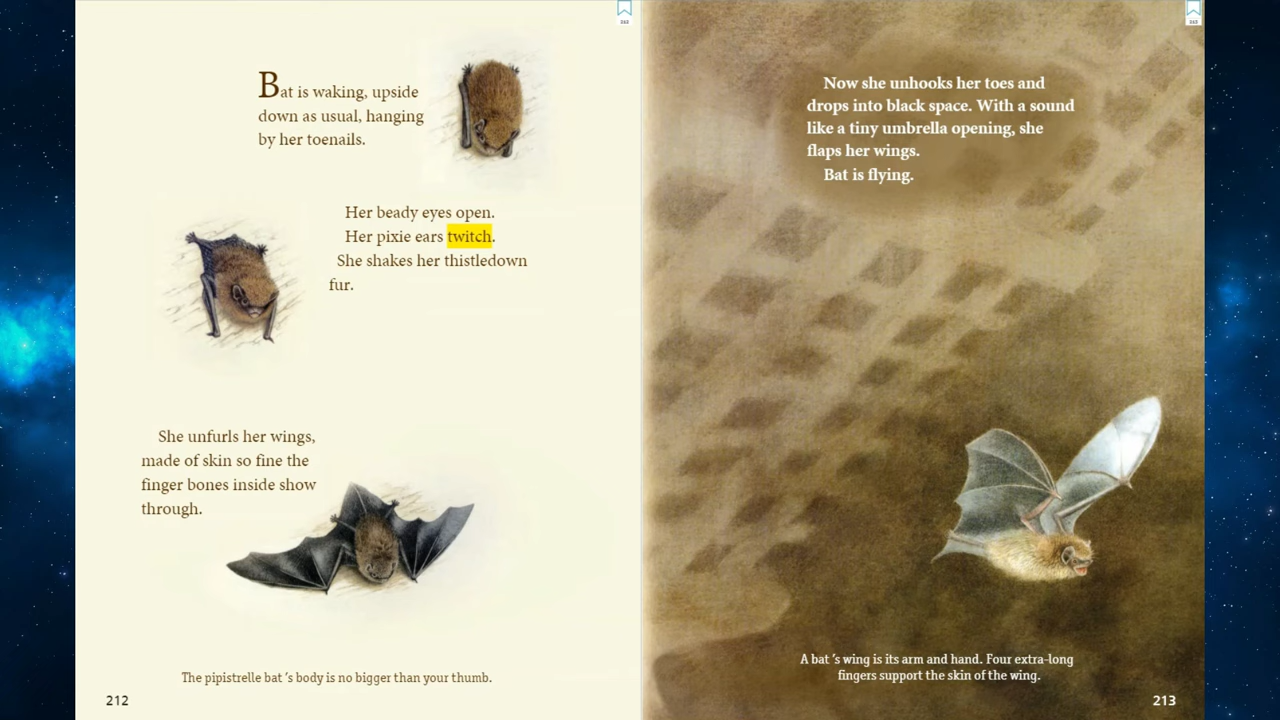 Bat is waking, upside
down as usual, hanging
by her toenails.
Her beady eyes open.
Her pixie ears twitch.
She shakes her thistledown
fur.
She unfurls her wings,
made of skin so fine the
finger bones inside show
through.
The pipistrelle bat 's body is no bigger than your thumb.
212
Now she unhooks her toes and
drops into black space. With a sound
like a tiny umbrella opening, she
flaps her wings.
Bat is flying.
A bat 's wing is its arm and hand. Four extra-long
fingers support the skin of the wing.
213